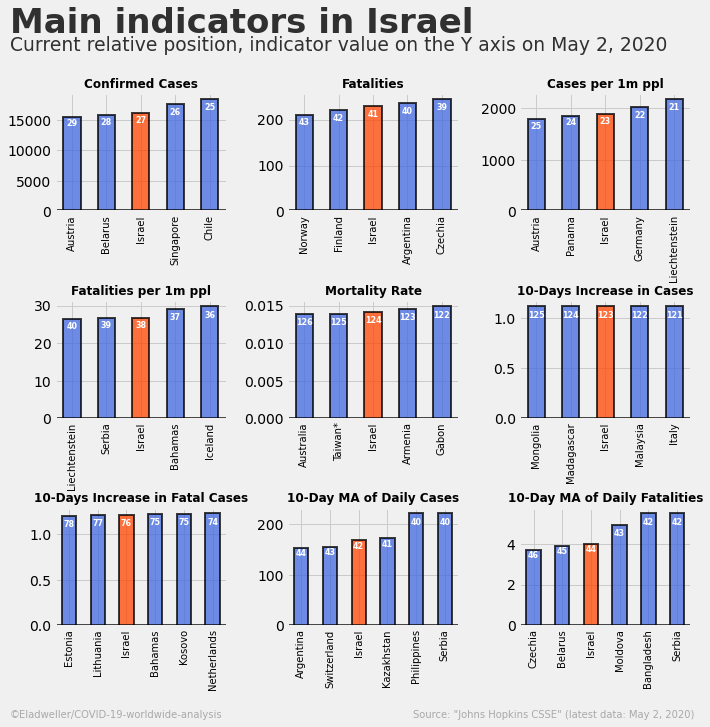 Main indicators in Israel
Current relative position, indicator value on the Y axis on May 2, 2020
Confirmed Cases
15000
10000
5000
0
29
28
27
26
25
Austria
Belarus
Israel
Singapore
Chile
Fatalities
200
100
0
43
42
41
40
39
Norway
Finland
Israel
Argentina
Czechia
Cases per 1m ppl
2000
1000
0
25
24
23
22
21
Austria
Panama
Israel
Germany
Liechtenstein
Fatalities per 1m ppl
30
20
10
0
40
39
38
37
36
Liechtenstein
Serbia
Israel
Bahamas
Iceland
Mortality Rate
0.015
0.010
0.005
0.000
126
125
124
123
122
Australia
Taiwan*
Israel
Armenia
Gabon
10-Days Increase in Cases
1.0
0.5
0.0
125
124
123
122
121
Mongolia
Madagascar
Israel
Malaysia
Italy
10-Days Increase in Fatal Cases
1.0
0.5
0.0
78
77
76
75
75
74
Estonia
Lithuania
Israel
Bahamas
Kosovo
Netherlands
10-Day MA of Daily Cases
200
100
0
44
43
42
41
40
40
Argentina
Switzerland
Israel
Kazakhstan
Philippines
Serbia
10-Day MA of Daily Fatalities
4
2
0
46
45
44
43
42
42
Czechia
Belarus
Israel
Moldova
Bangladesh
Serbia
©Eladweller/COVID-19-worldwide-analysis
Source: "Johns Hopkins CSSE" (latest data: May 2, 2020)